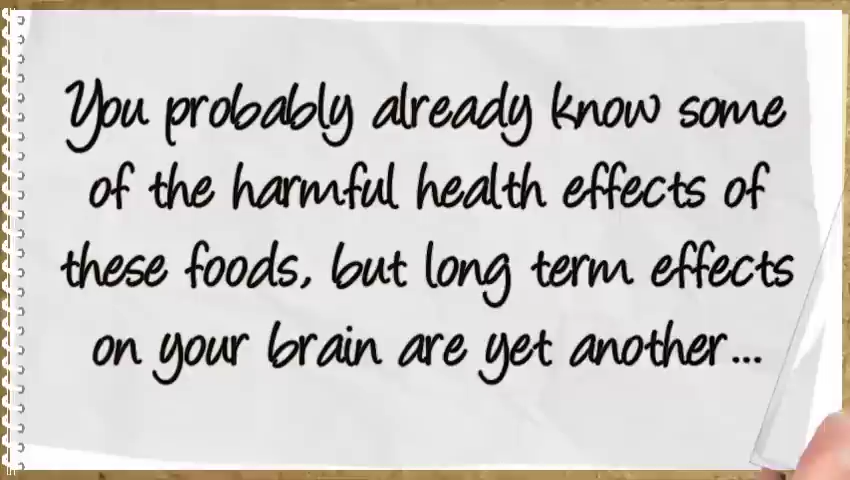 You probably already know some
of the harmful health effects of
these foods, but long term effects
on your brain are yet another...